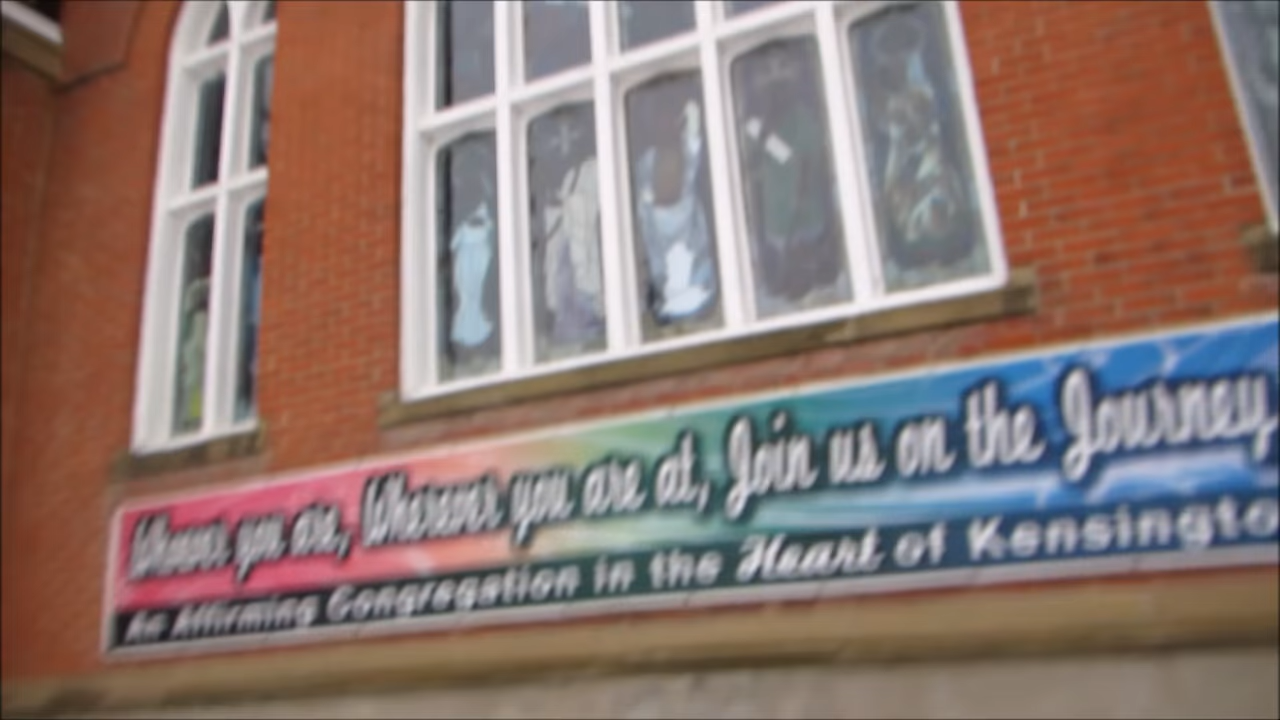 Whoever you are, Wherever you are at, Join us on the Journey
An Affirming Congregation in the Heart of Kensingto